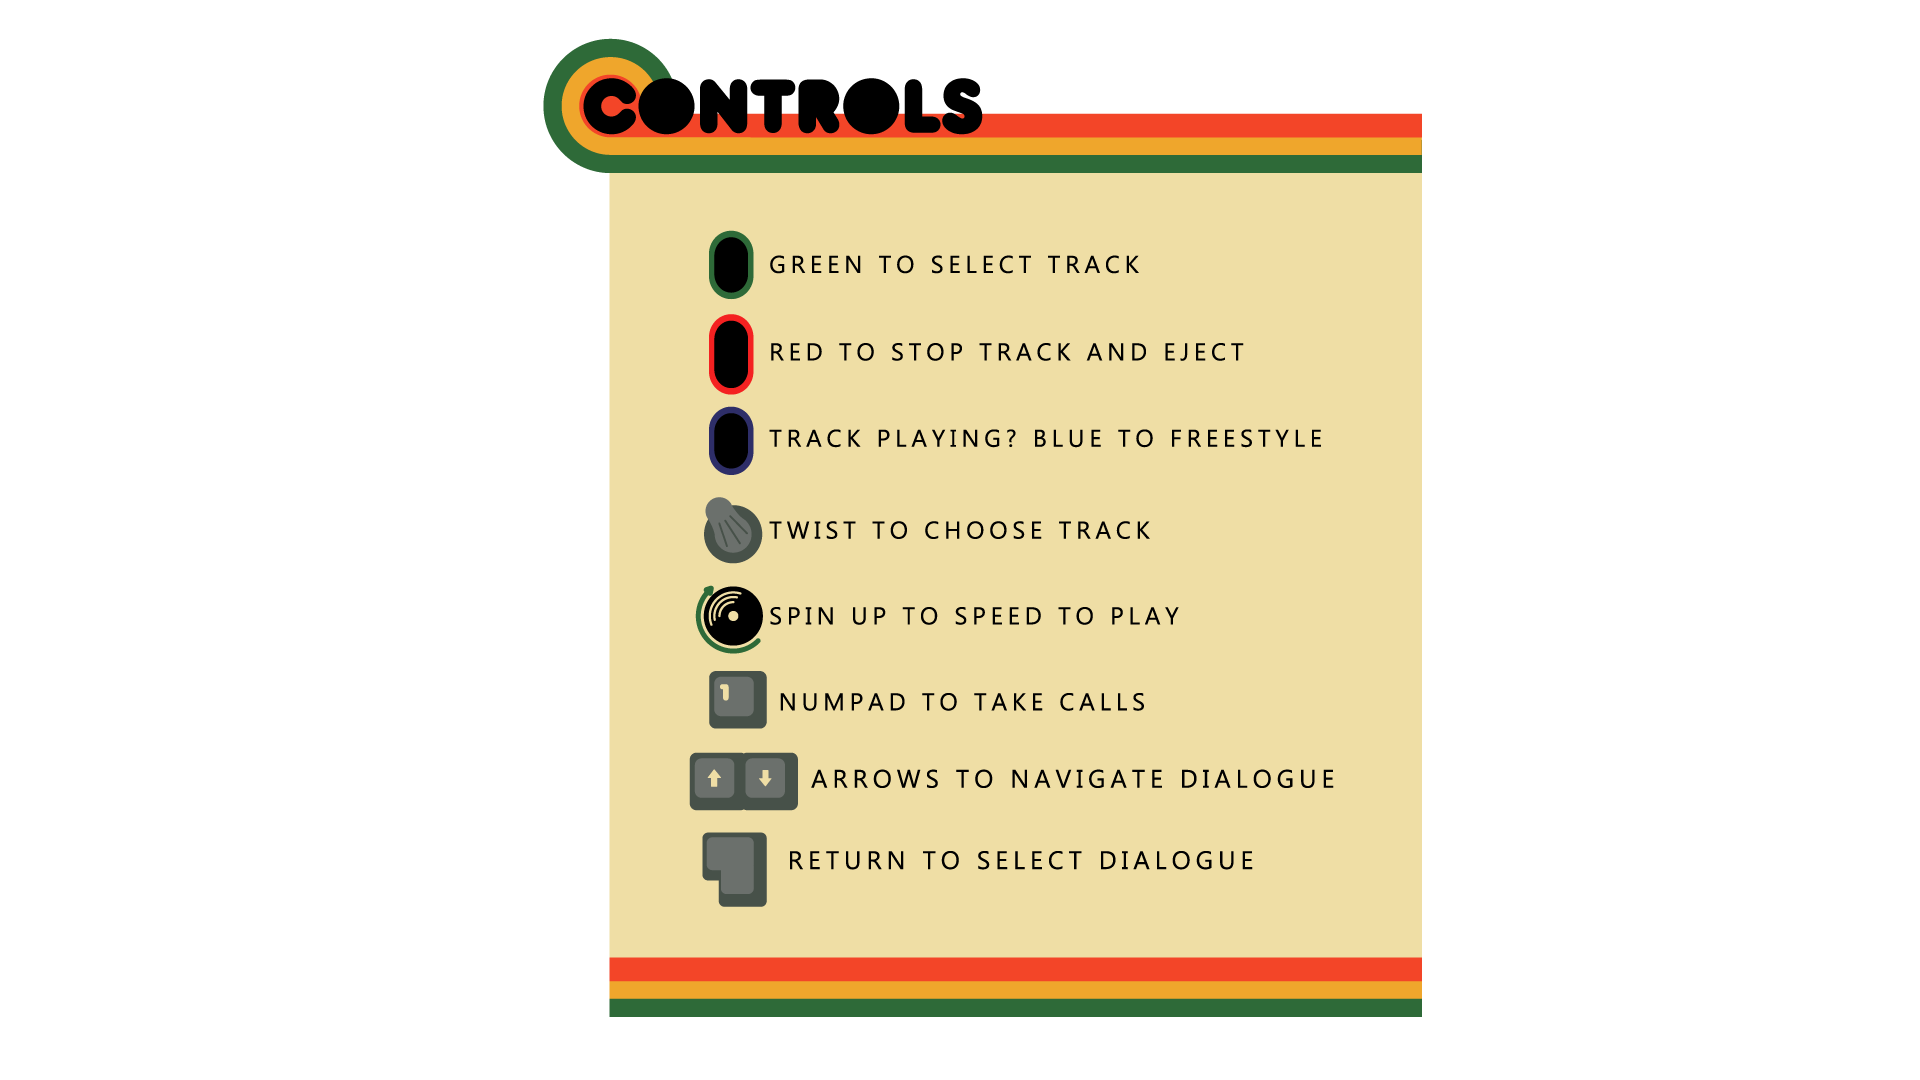 CONTROLS
GREEN TO SELECT TRACK
RED TO STOP TRACK AND EJECT
TRACK PLAYING? BLUE TO FREESTYLE
TWIST TO CHOOSE TRACK
SPIN UP TO SPEED TO PLAY
1
NUMPAD TO TAKE CALLS
ARROWS TO NAVIGATE DIALOGUE
RETURN TO SELECT DIALOGUE